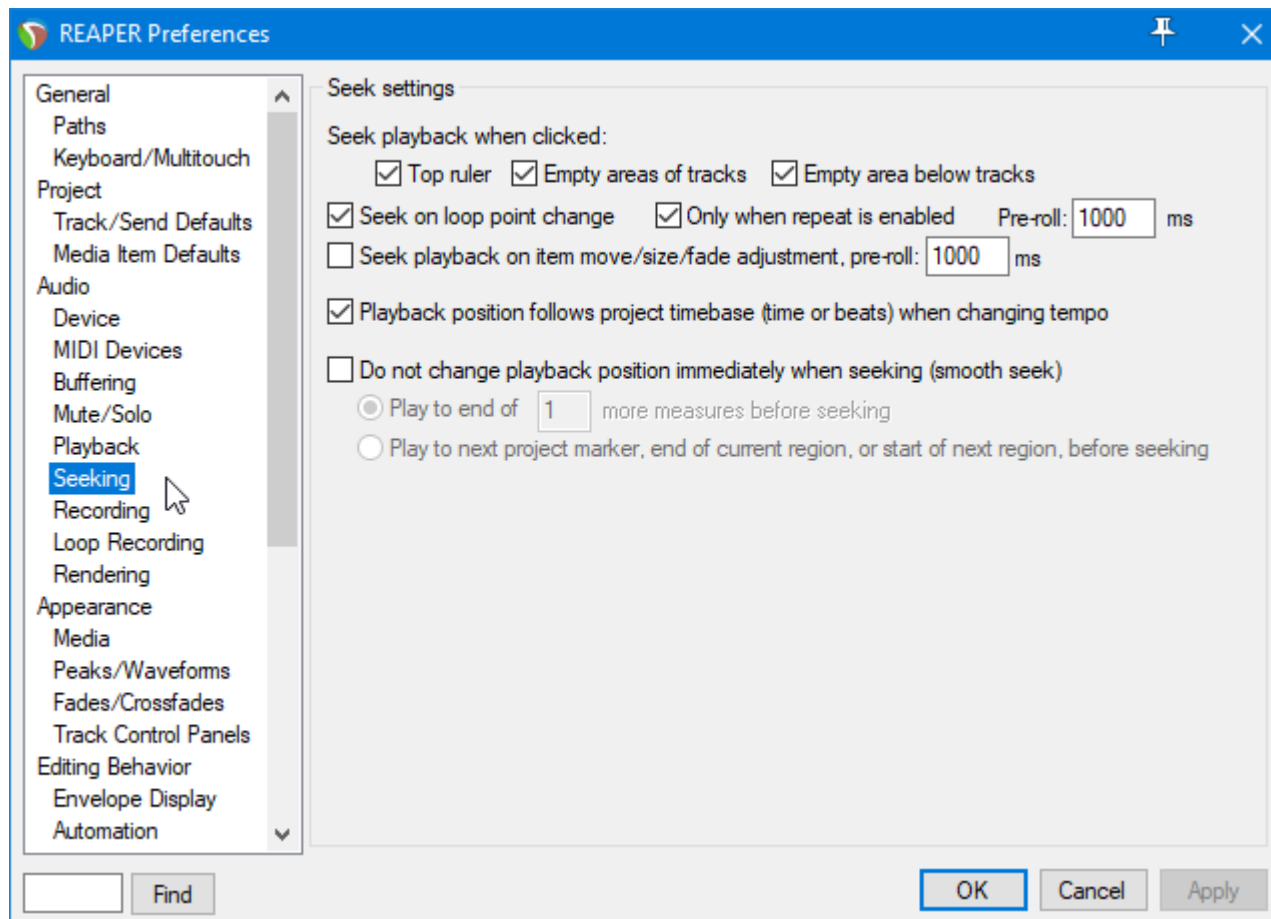 REAPER Preferences
General
Paths
Keyboard/Multitouch
Project
Track/Send Defaults
Media Item Defaults
Audio
Device
MIDI Devices
Buffering
Mute/Solo
Playback
Seeking
Recording
Loop Recording
Rendering
Appearance
Media
Peaks/Waveforms
Fades/Crossfades
Track Control Panels
Editing Behavior
Envelope Display
Automation
Find
Seek settings
Seek playback when clicked:
Top ruler Empty areas of tracks Empty area below tracks
Seek on loop point change Only when repeat is enabled Pre-roll: 1000 ms
Seek playback on item move/size/fade adjustment, pre-roll: 1000 ms
Playback position follows project timebase (time or beats) when changing tempo
Do not change playback position immediately when seeking (smooth seek)
Play to end of 1 more measures before seeking
Play to next project marker, end of current region, or start of next region, before seeking
OK Cancel Apply